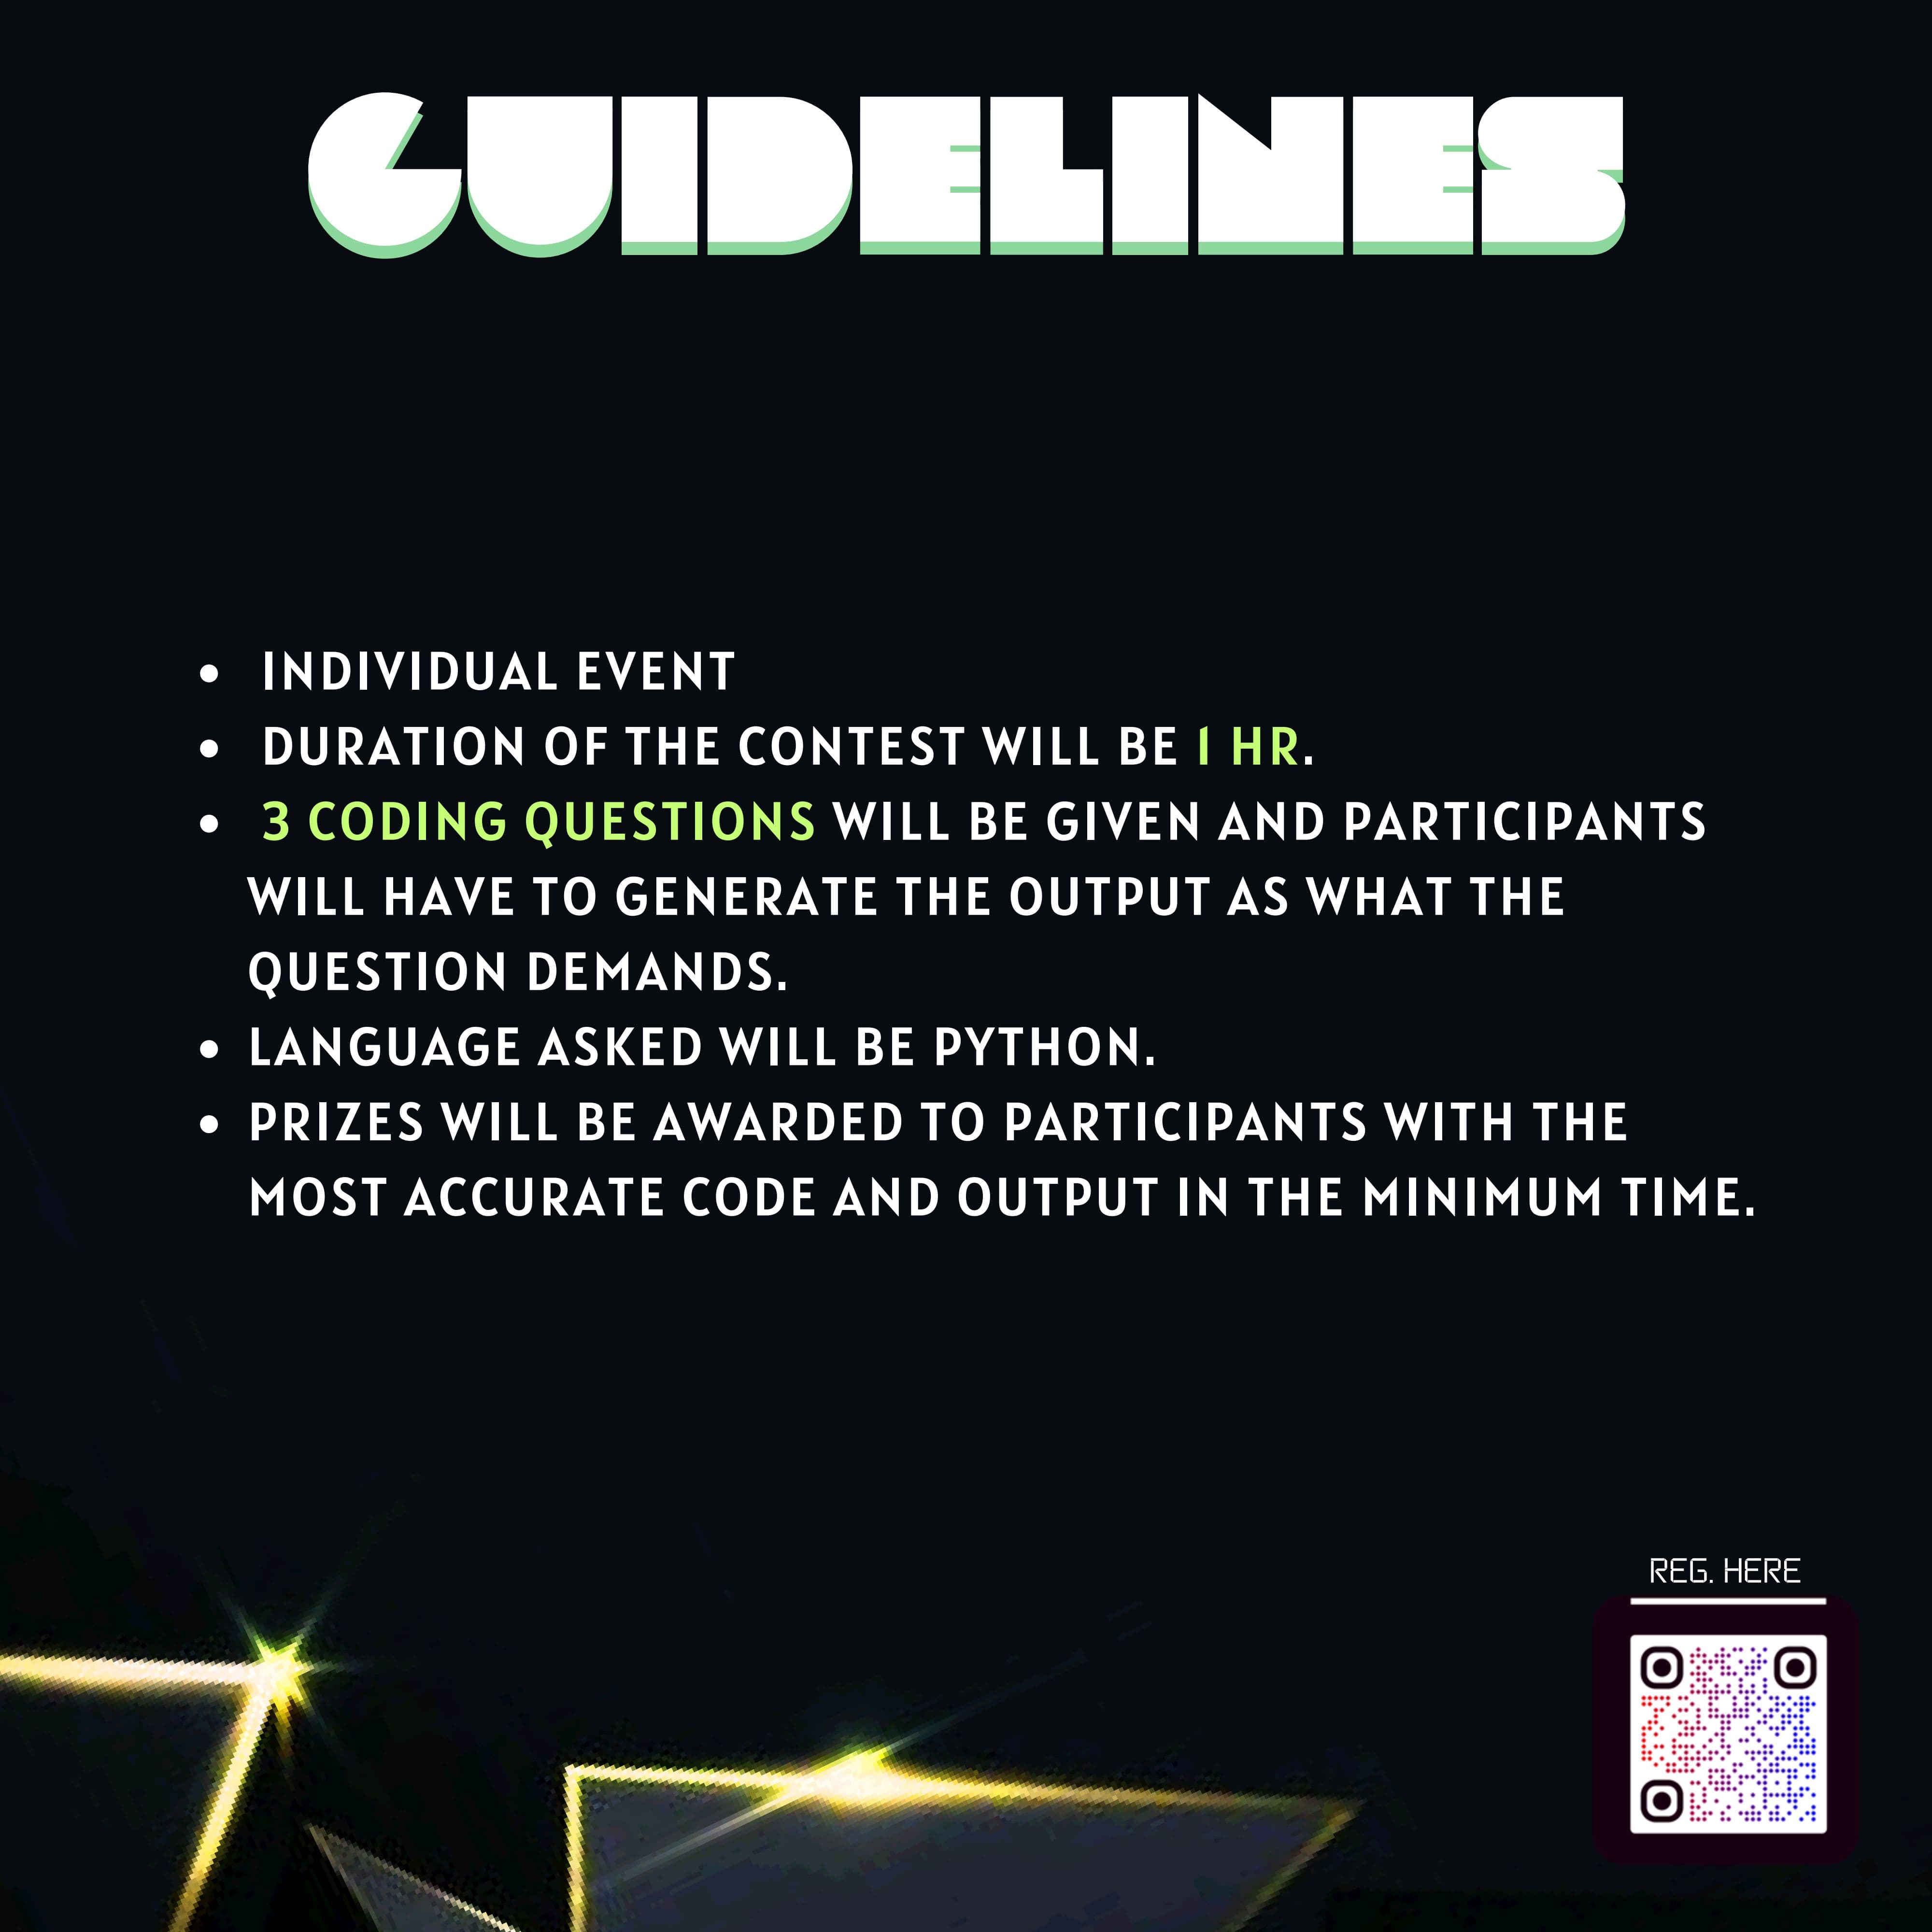 GUIDELINES
• INDIVIDUAL EVENT
• DURATION OF THE CONTEST WILL BE 1 HR.
• 3 CODING QUESTIONS WILL BE GIVEN AND PARTICIPANTS
WILL HAVE TO GENERATE THE OUTPUT AS WHAT THE
QUESTION DEMANDS.
• LANGUAGE ASKED WILL BE PYTHON.
• PRIZES WILL BE AWARDED TO PARTICIPANTS WITH THE
MOST ACCURATE CODE AND OUTPUT IN THE MINIMUM TIME.
REG. HERE